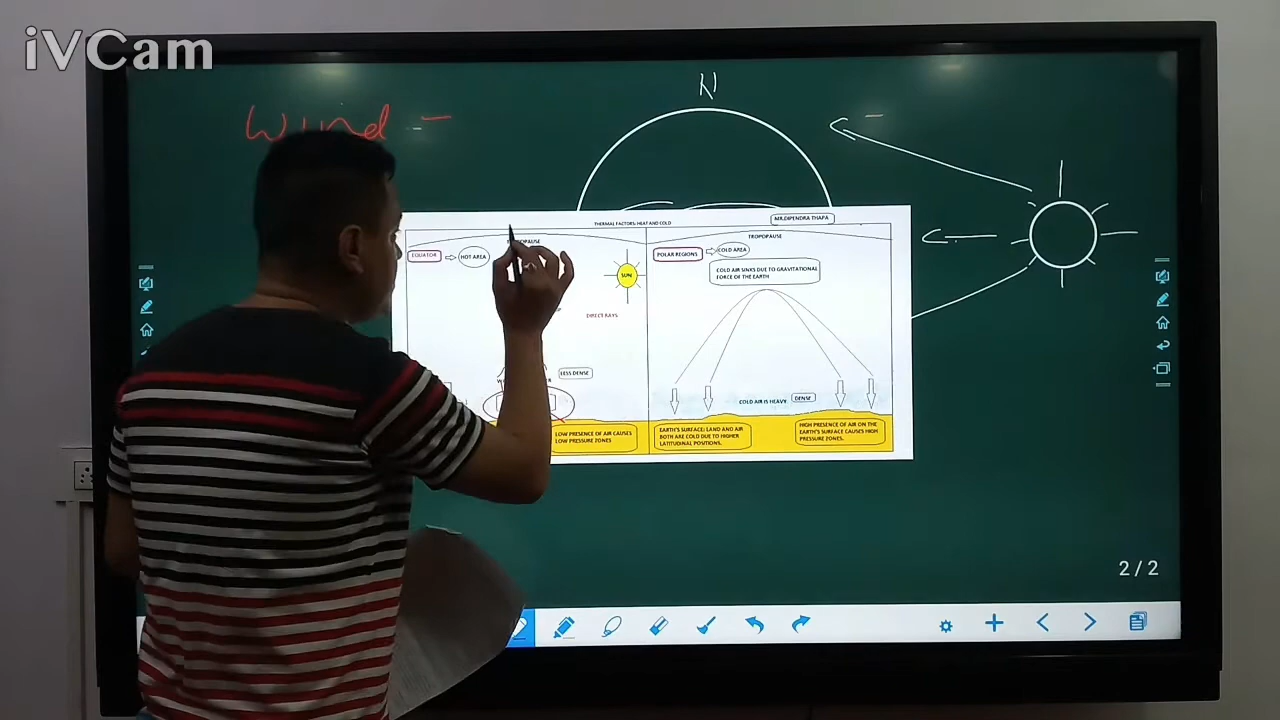 iVCam
N
Wind -
THERMAL FACTORS: HEAT AND COLD
MR.DIPENDRA THAPA
TROPOPAUSE
EQUATOR
HOT AREA
SUN
DIRECT RAYS
LESS DENSE
LOW PRESENCE OF AIR CAUSES
LOW PRESSURE ZONES
TROPOPAUSE
POLAR REGIONS
COLD AREA
COLD AIR SINKS DUE TO GRAVITATIONAL
FORCE OF THE EARTH
COLD AIR IS HEAVY
DENSE
EARTH'S SURFACE: LAND AND AIR
BOTH ARE COLD DUE TO HIGHER
LATITUDINAL POSITIONS.
HIGH PRESENCE OF AIR ON THE
EARTH'S SURFACE CAUSES HIGH
PRESSURE ZONES.
2/2